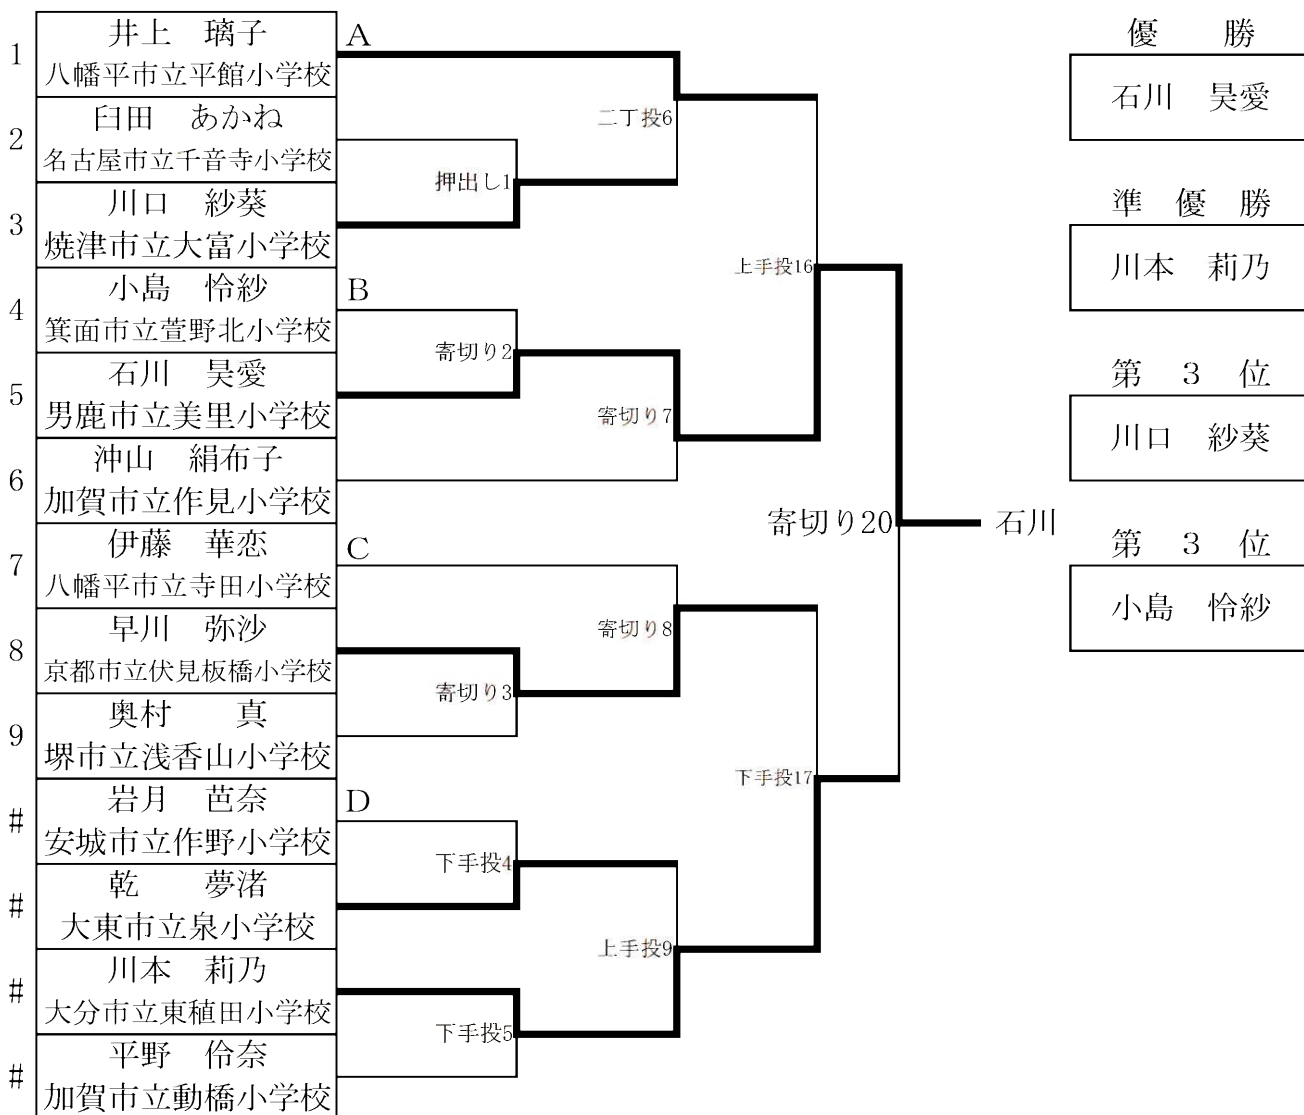 1
井上　璃子
八幡平市立平館小学校
A
2
臼田　あかね
名古屋市立千音寺小学校
3
川口　紗葵
焼津市立大富小学校
4
小島　怜紗
箕面市立萱野北小学校
B
5
石川　昊愛
男鹿市立美里小学校
6
沖山　絹布子
加賀市立作見小学校
7
伊藤　華恋
八幡平市立寺田小学校
C
8
早川　弥沙
京都市立伏見板橋小学校
9
奥村　　真
堺市立浅香山小学校
#
岩月　芭奈
安城市立作野小学校
D
#
乾　　夢渚
大東市立泉小学校
#
川本　莉乃
大分市立東稙田小学校
#
平野　伶奈
加賀市立動橋小学校
押出し1
寄切り2
寄切り3
下手投4
下手投5
二丁投6
寄切り7
寄切り8
上手投9
上手投16
下手投17
寄切り20
石川
優　　勝
石川　昊愛
準　優　勝
川本　莉乃
第　３　位
川口　紗葵
第　３　位
小島　怜紗